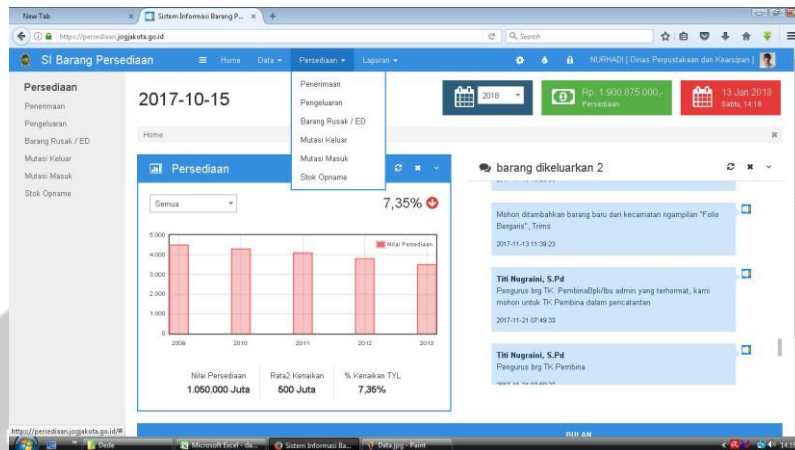 New Tab
Sistem Informasi Barang P...
https://persediaan.jogjakota.go.id
Search
SI Barang Persediaan
Home Data Persediaan Laporan
NURHADI [ Dinas Perpustakaan dan Kearsipan ]
Persediaan
Penerimaan
Pengeluaran
Barang Rusak / ED
Mutasi Keluar
Mutasi Masuk
Stok Opname
Penerimaan
Pengeluaran
Barang Rusak / ED
Mutasi Keluar
Mutasi Masuk
Stok Opname
2017-10-15
2018
Rp. 1.900.875.000,-
Persediaan
13 Jan 2018
Sabtu, 14:18
Home
Persediaan
Semua
7,35%
Nilai Persediaan
5.000
4.000
3.000
2.000
1.000
0
2009 2010 2011 2012 2013
Nilai Persediaan Rata2 Kenaikan % Kenaikan TYL
1.050.000 Juta 500 Juta 7,35%
barang dikeluarkan 2
Mohon ditambahkan barang baru dari kecamatan ngampilan "Folio
Bergaris", Trims
2017-11-13 11:39:23
Titi Nugraini, S.Pd
Pengurus brg TK. PembinaBpk/Ibu admin yang terhormat, kami
mohon untuk TK Pembina dalam pencatantan
2017-11-21 07:49:33
Titi Nugraini, S.Pd
Pengurus brg TK.Pembina
BULAN
https://persediaan.jogjakota.go.id/#
Dede
Microsoft Excel - da...
Sistem Informasi Ba...
Data.jpg - Paint